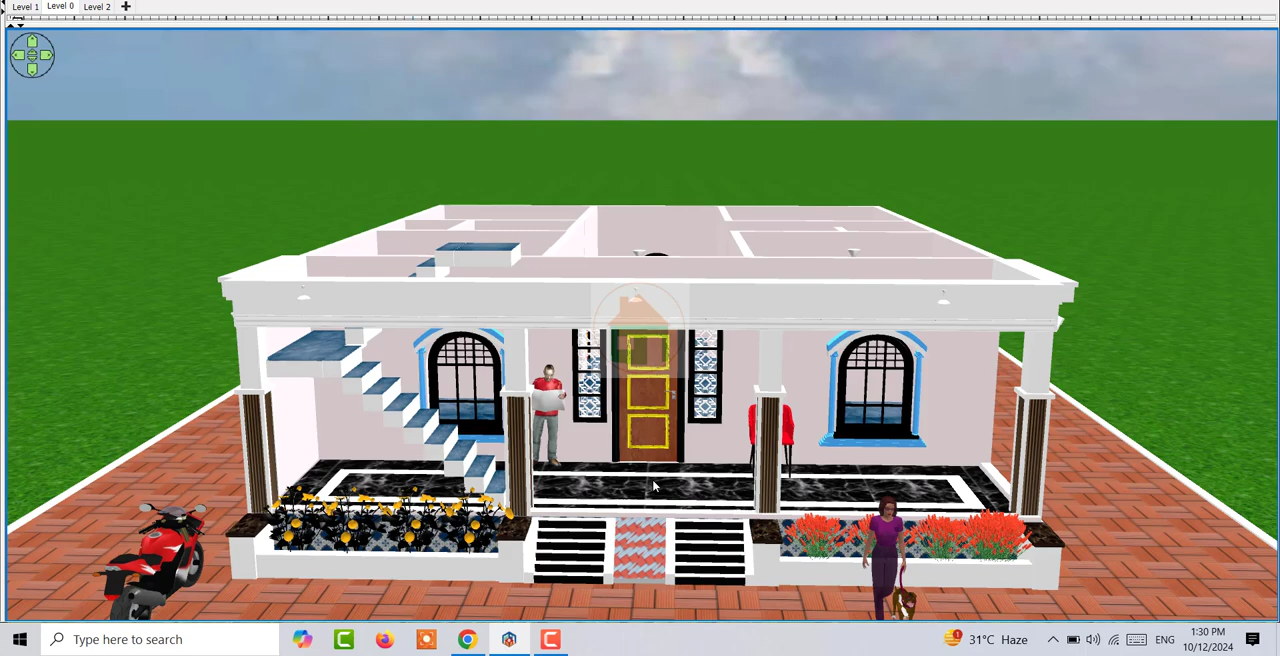 Level 1 Level 0 Level 2
Type here to search
1
31°C Haze
ENG
1:30 PM
10/12/2024